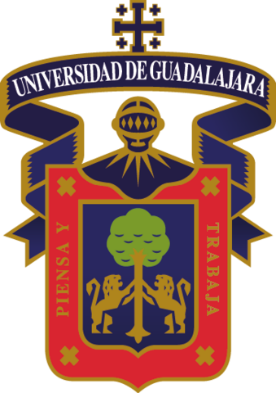 UNIVERSIDAD DE GUADALAJARA
PIENSA Y
TRABAJA